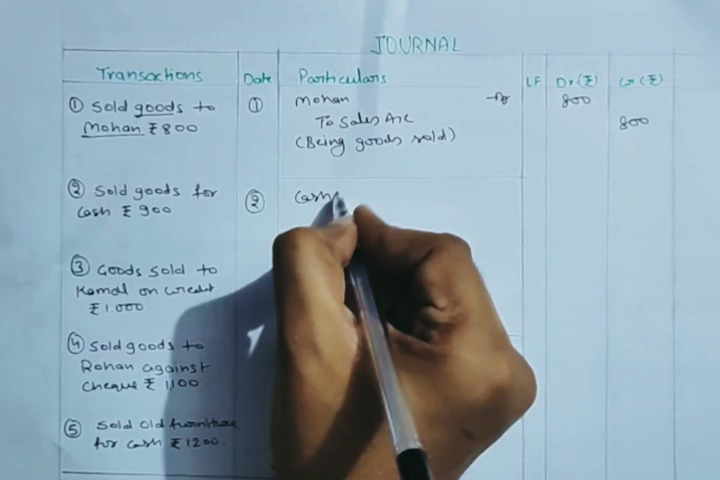 JOURNAL
Transactions Date Particulars LF Dr (₹) Cr (₹)
① Sold goods to ① Mohan Dr 800
Mohan ₹ 800 To Sales A/c 800
(Being goods sold)
② Sold goods for ② Cash
Cash ₹ 900
③ Goods sold to
Kamal on credit
₹ 1,000
④ Sold goods to
Rohan against
Cheque ₹ 1,100.
⑤ Sold Old furniture
for cash ₹ 1200.